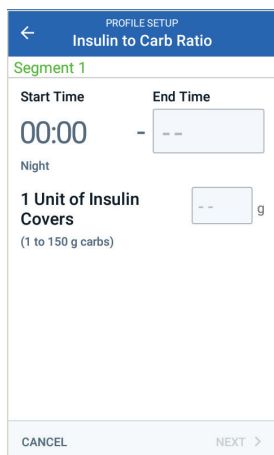 PROFILE SETUP
Insulin to Carb Ratio
Segment 1
Start Time End Time
00:00 - --
Night
1 Unit of Insulin
Covers
-- g
(1 to 150 g carbs)
CANCEL NEXT >